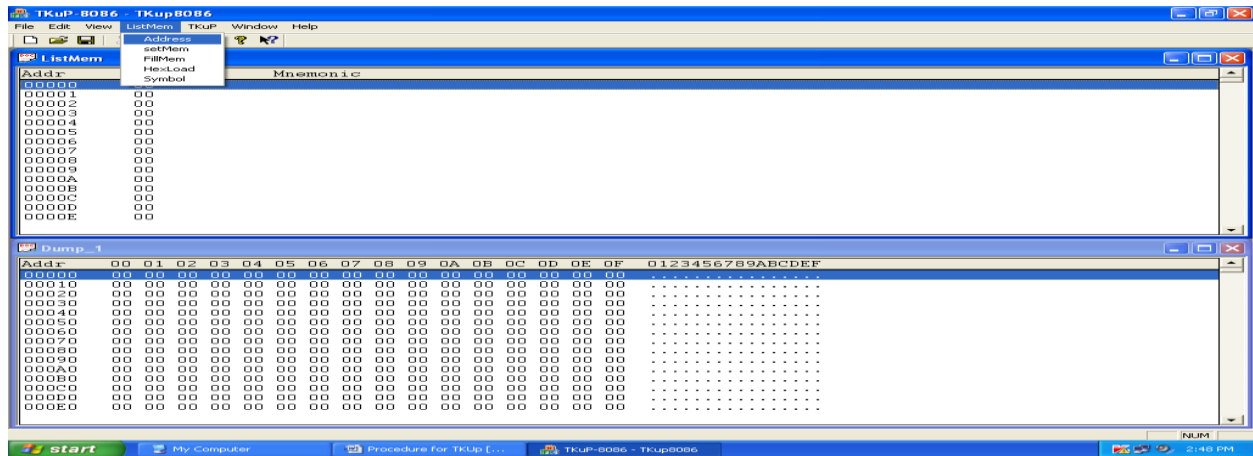 TKuP-8086 - TKup8086
File Edit View ListMem TKuP Window Help
Address
setMem
FillMem
HexLoad
Symbol
ListMem
Addr Mnemonic
00000 00
00001 00
00002 00
00003 00
00004 00
00005 00
00006 00
00007 00
00008 00
00009 00
0000A 00
0000B 00
0000C 00
0000D 00
0000E 00
Dump_1
Addr 00 01 02 03 04 05 06 07 08 09 0A 0B 0C 0D 0E 0F 0123456789ABCDEF
00000 00 00 00 00 00 00 00 00 00 00 00 00 00 00 00 00 ................
00010 00 00 00 00 00 00 00 00 00 00 00 00 00 00 00 00 ................
00020 00 00 00 00 00 00 00 00 00 00 00 00 00 00 00 00 ................
00030 00 00 00 00 00 00 00 00 00 00 00 00 00 00 00 00 ................
00040 00 00 00 00 00 00 00 00 00 00 00 00 00 00 00 00 ................
00050 00 00 00 00 00 00 00 00 00 00 00 00 00 00 00 00 ................
00060 00 00 00 00 00 00 00 00 00 00 00 00 00 00 00 00 ................
00070 00 00 00 00 00 00 00 00 00 00 00 00 00 00 00 00 ................
00080 00 00 00 00 00 00 00 00 00 00 00 00 00 00 00 00 ................
00090 00 00 00 00 00 00 00 00 00 00 00 00 00 00 00 00 ................
000A0 00 00 00 00 00 00 00 00 00 00 00 00 00 00 00 00 ................
000B0 00 00 00 00 00 00 00 00 00 00 00 00 00 00 00 00 ................
000C0 00 00 00 00 00 00 00 00 00 00 00 00 00 00 00 00 ................
000D0 00 00 00 00 00 00 00 00 00 00 00 00 00 00 00 00 ................
000E0 00 00 00 00 00 00 00 00 00 00 00 00 00 00 00 00 ................
NUM
start My Computer Procedure for TKUp [... TKuP-8086 - TKup8086 2:48 PM